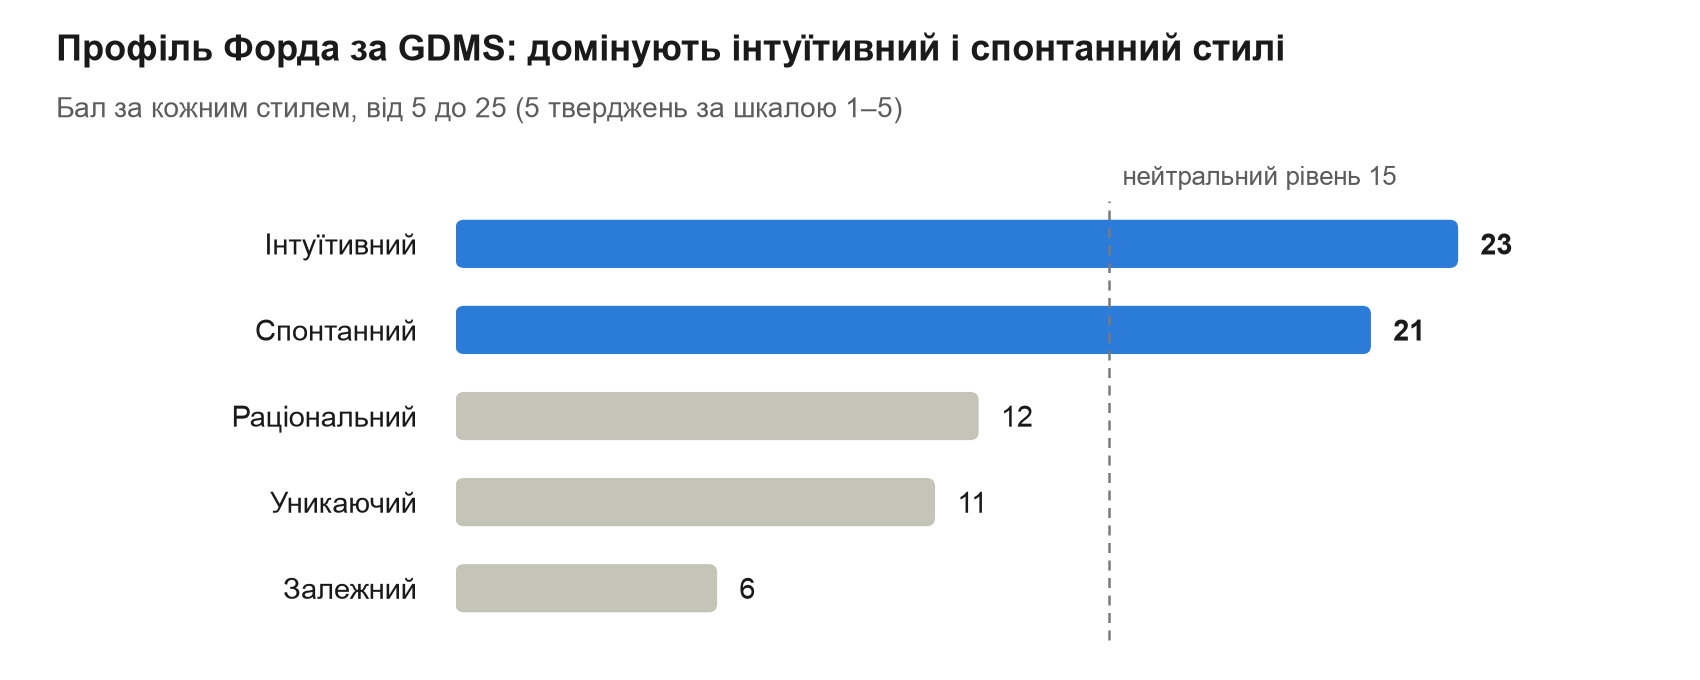 Профіль Форда за GDMS: домінують інтуїтивний і спонтанний стилі
Бал за кожним стилем, від 5 до 25 (5 тверджень за шкалою 1–5)
нейтральний рівень 15
Інтуїтивний 23
Спонтанний 21
Раціональний 12
Уникаючий 11
Залежний 6